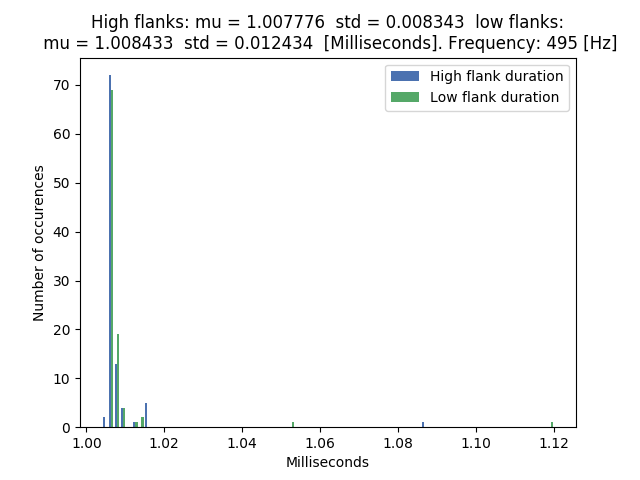 High flanks: mu = 1.007776  std = 0.008343  low flanks:
mu = 1.008433  std = 0.012434  [Milliseconds]. Frequency: 495 [Hz]
High flank duration
Low flank duration
Number of occurences
70
60
50
40
30
20
10
0
1.00 1.02 1.04 1.06 1.08 1.10 1.12
Milliseconds